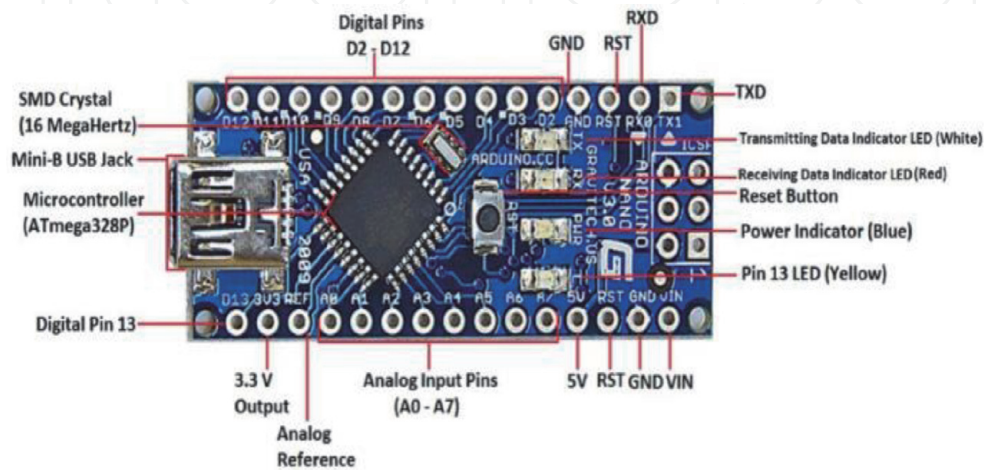 Digital Pins
D2 - D12
GND
RST
RXD
TXD
SMD Crystal
(16 MegaHertz)
Mini-B USB Jack
Microcontroller
(ATmega328P)
Digital Pin 13
3.3 V
Output
Analog
Reference
Analog Input Pins
(A0 - A7)
5V
RST
GND
VIN
Transmitting Data Indicator LED (White)
Receiving Data Indicator LED (Red)
Reset Button
Power Indicator (Blue)
Pin 13 LED (Yellow)
D12 D11 D10 D9 D8 D7 D6 D5 D4 D3 D2 GND RST RX0 TX1
TX
RX
PWR
L
RST
ARDUINO.CC
GRAVITECH.US
ARDUINO
NANO
V3.0
ICSP
1
USA
2009
D13 3V3 REF A0 A1 A2 A3 A4 A5 A6 A7 5V RST GND VIN